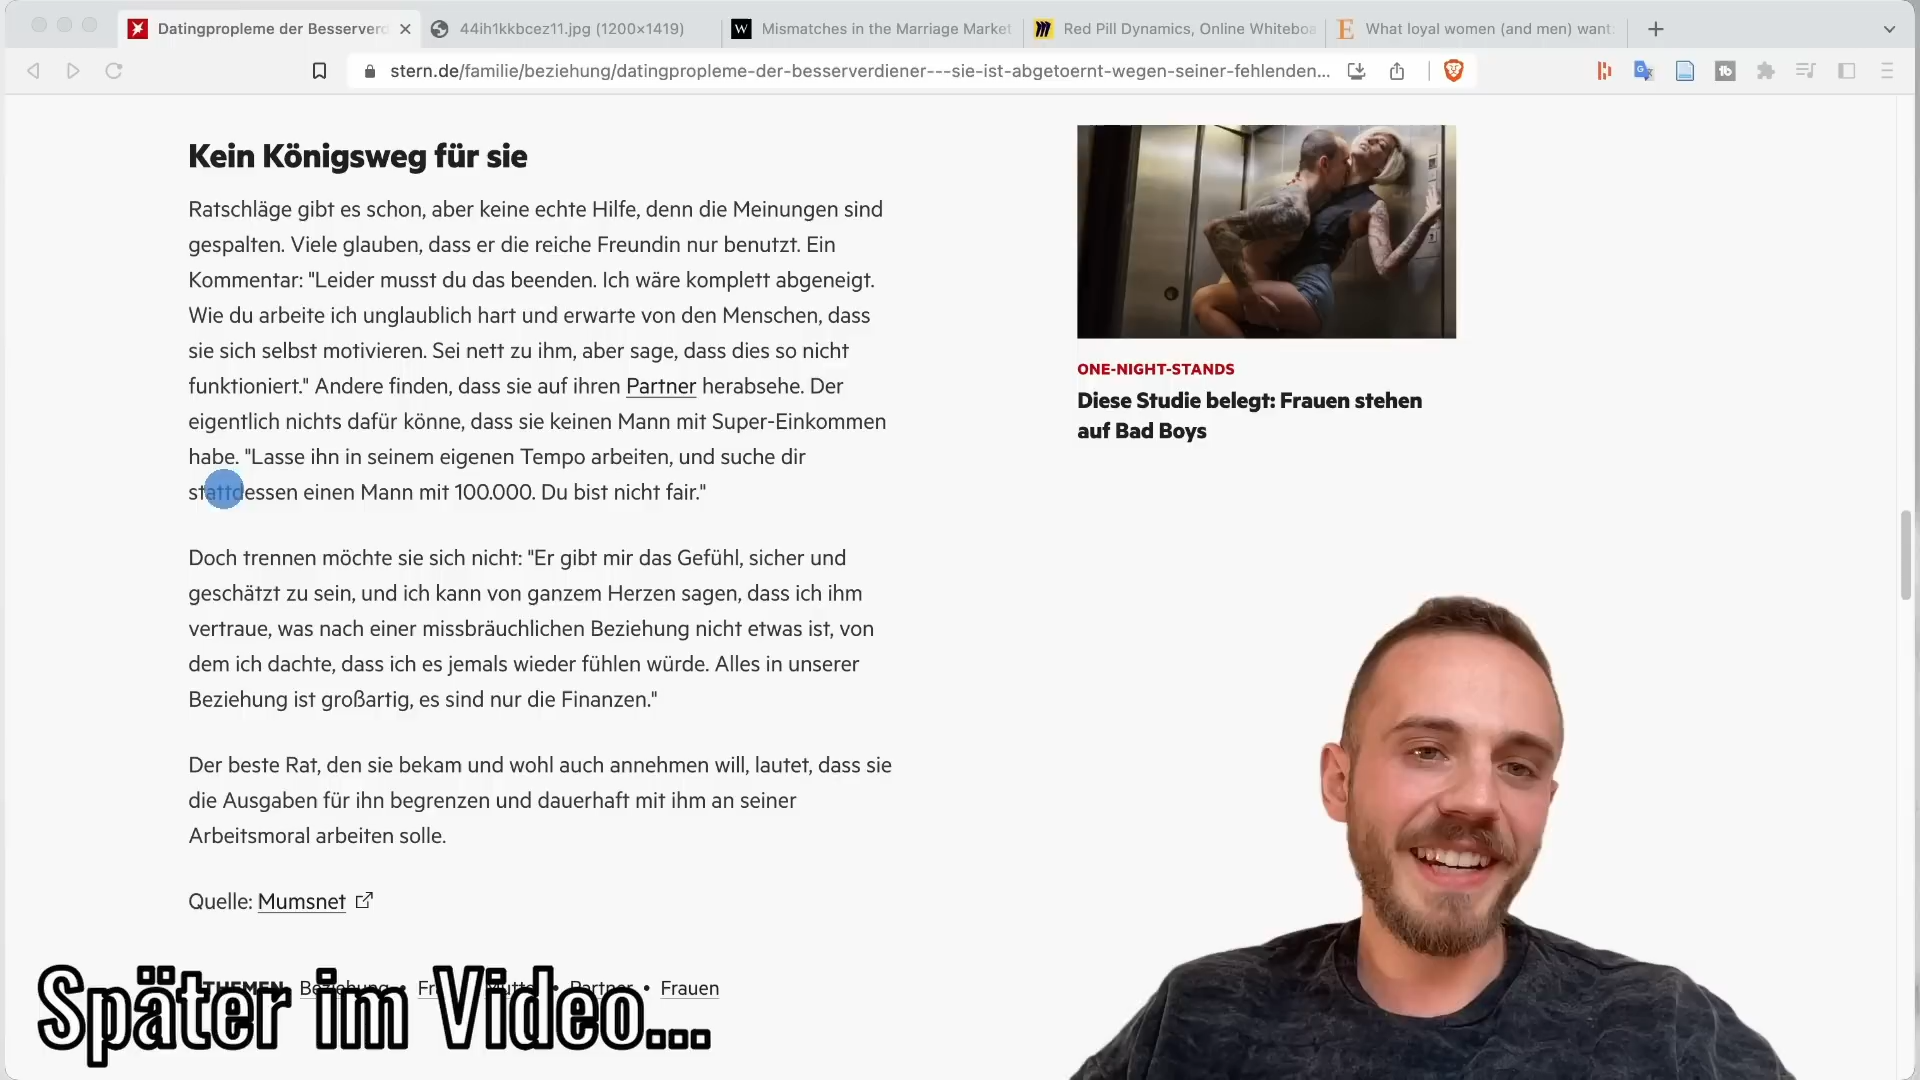 Datingpropleme der Besserverd
44ih1kkbcez11.jpg (1200×1419)
Mismatches in the Marriage Market
Red Pill Dynamics, Online Whiteboa
What loyal women (and men) want:
stern.de/familie/beziehung/datingpropleme-der-besserverdiener---sie-ist-abgetoernt-wegen-seiner-fehlenden...
Kein Königsweg für sie
Ratschläge gibt es schon, aber keine echte Hilfe, denn die Meinungen sind
gespalten. Viele glauben, dass er die reiche Freundin nur benutzt. Ein
Kommentar: "Leider musst du das beenden. Ich wäre komplett abgeneigt.
Wie du arbeite ich unglaublich hart und erwarte von den Menschen, dass
sie sich selbst motivieren. Sei nett zu ihm, aber sage, dass dies so nicht
funktioniert." Andere finden, dass sie auf ihren Partner herabsehe. Der
eigentlich nichts dafür könne, dass sie keinen Mann mit Super-Einkommen
habe. "Lasse ihn in seinem eigenen Tempo arbeiten, und suche dir
stattdessen einen Mann mit 100.000. Du bist nicht fair."
Doch trennen möchte sie sich nicht: "Er gibt mir das Gefühl, sicher und
geschätzt zu sein, und ich kann von ganzem Herzen sagen, dass ich ihm
vertraue, was nach einer missbräuchlichen Beziehung nicht etwas ist, von
dem ich dachte, dass ich es jemals wieder fühlen würde. Alles in unserer
Beziehung ist großartig, es sind nur die Finanzen."
Der beste Rat, den sie bekam und wohl auch annehmen will, lautet, dass sie
die Ausgaben für ihn begrenzen und dauerhaft mit ihm an seiner
Arbeitsmoral arbeiten solle.
Quelle: Mumsnet
THEMEN Beziehung • • Partner • Frauen
Später im Video...
ONE-NIGHT-STANDS
Diese Studie belegt: Frauen stehen
auf Bad Boys